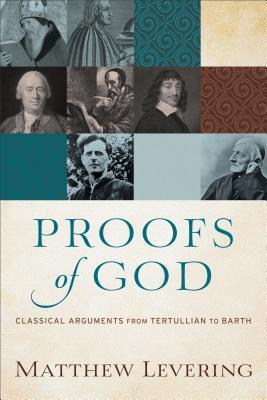 PROOFS
of GOD
CLASSICAL ARGUMENTS FROM TERTULLIAN TO BARTH
MATTHEW LEVERING